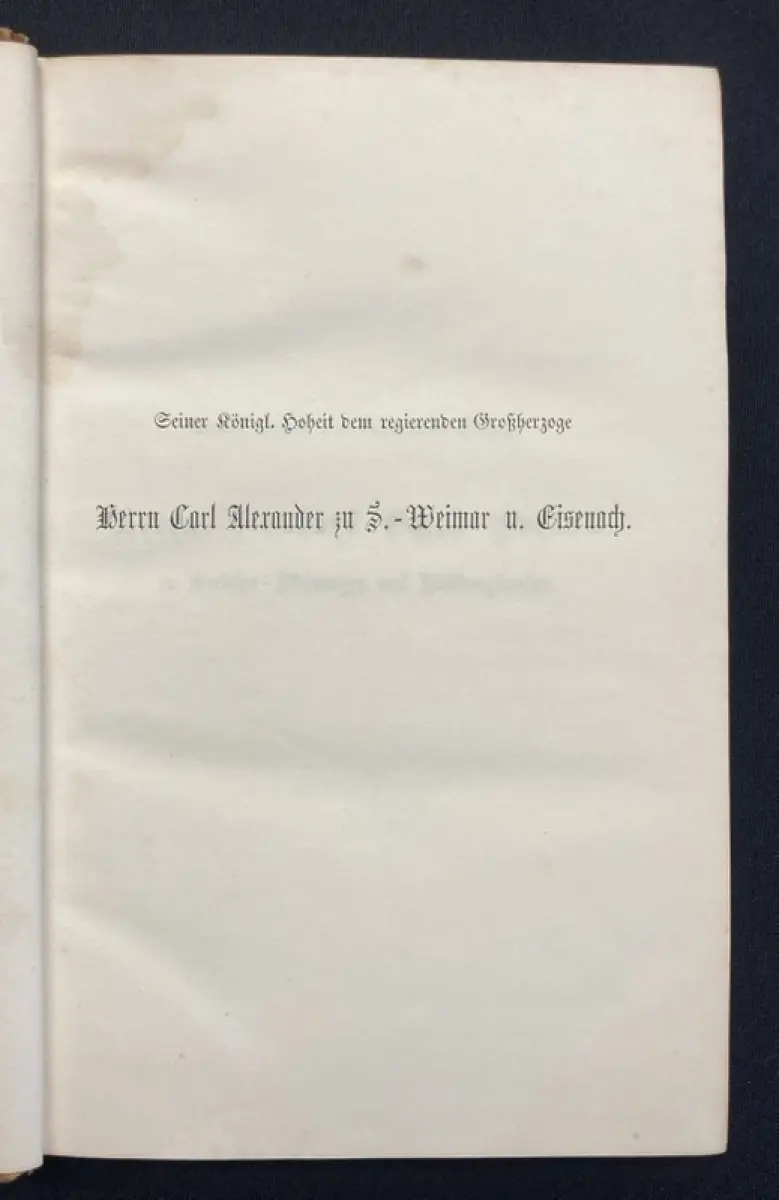 Seiner Königl. Hoheit dem regierenden Großherzoge
Herrn Carl Alexander zu S.-Weimar u. Eisenach.